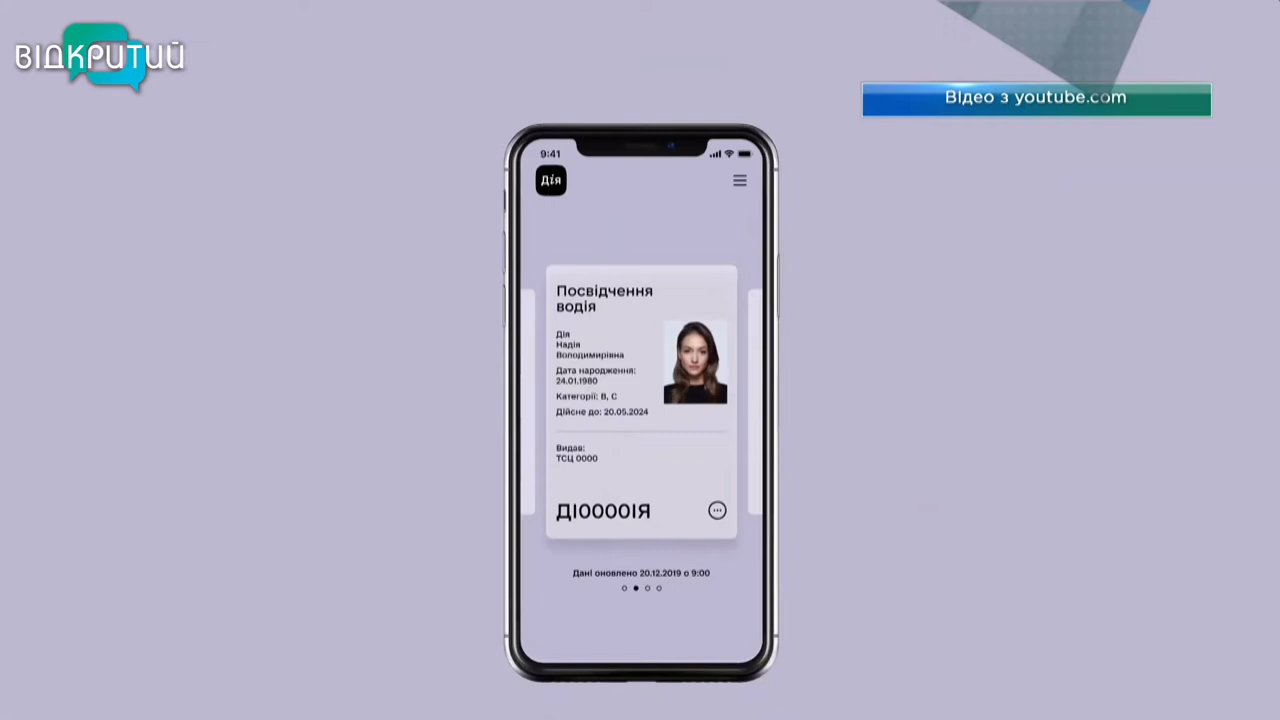 ВІДКРИТИЙ
Відео з youtube.com
9:41
Дія
Посвідчення
водія
Дія
Надія
Володимирівна
Дата народження:
24.01.1980
Категорії: B, C
Дійсне до: 20.05.2024
Видав:
ТСЦ 0000
ДІ0000ІЯ
Дані оновлено 20.12.2019 о 9:00